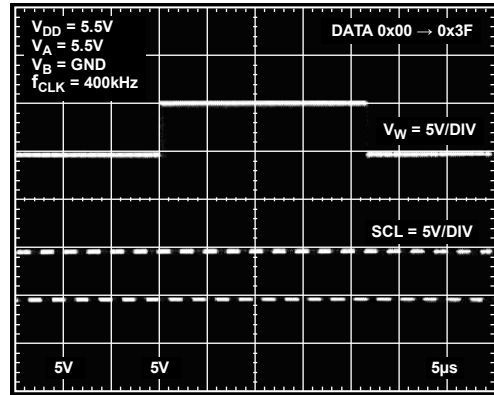 V_DD = 5.5V
V_A = 5.5V
V_B = GND
f_CLK = 400kHz
DATA 0x00 → 0x3F
V_W = 5V/DIV
SCL = 5V/DIV
5V 5V 5µs